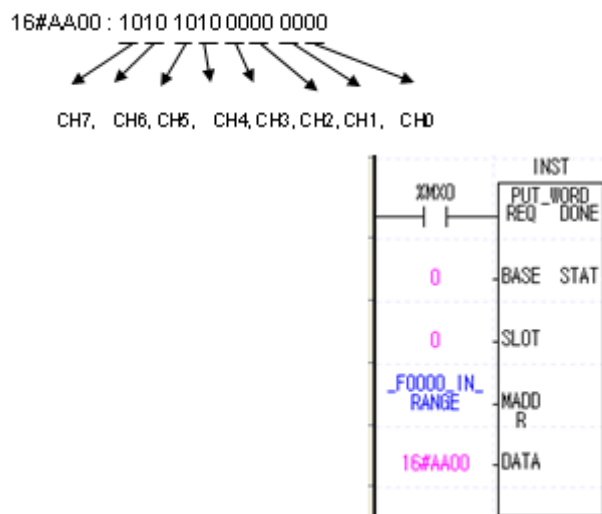 16#AA00 : 1010 1010 0000 0000
CH7, CH6, CH5, CH4, CH3, CH2, CH1, CH0
INST
%MX0
PUT_WORD
REQ DONE
0
BASE STAT
0
SLOT
_F0000_IN_
RANGE
MADD
R
16#AA00
DATA